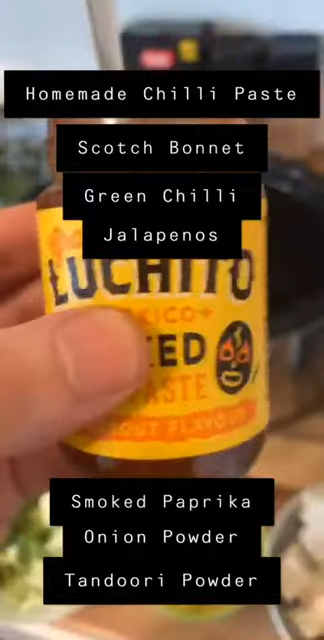 Homemade Chilli Paste
Scotch Bonnet
Green Chilli
Jalapenos
LUCHITO
Smoked Paprika
Onion Powder
Tandoori Powder